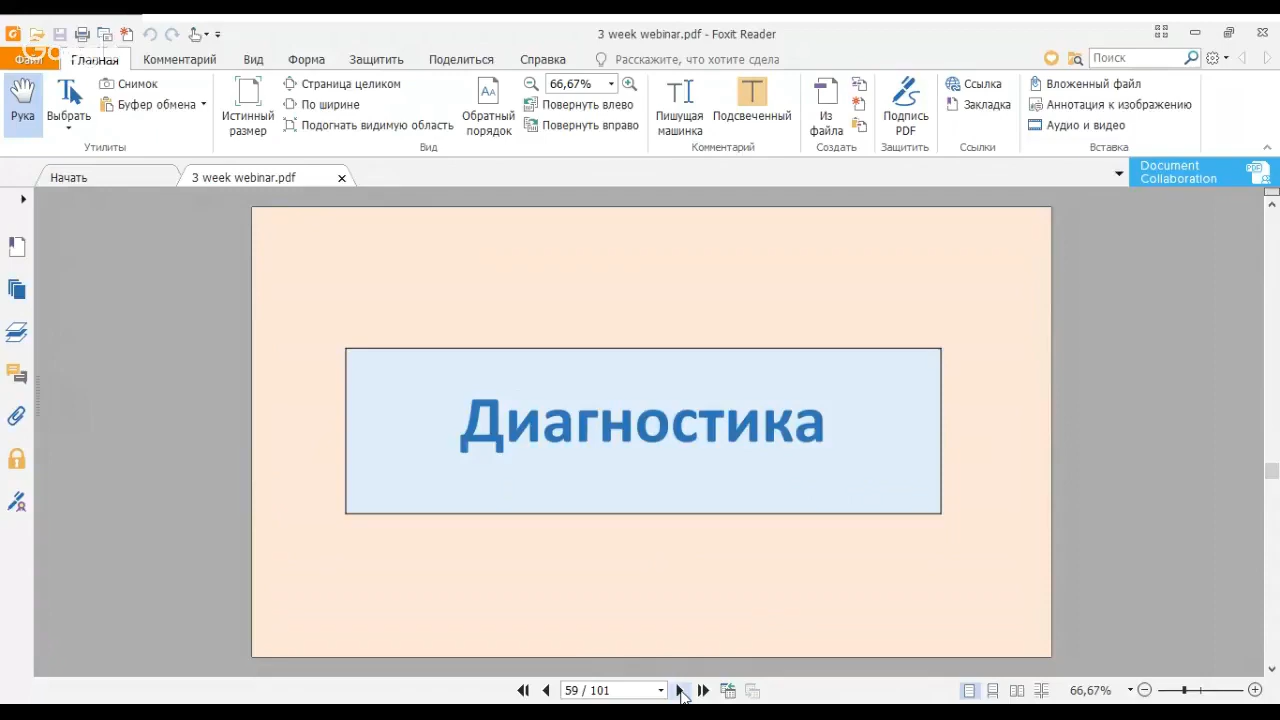 3 week webinar.pdf - Foxit Reader
Файл Главная Комментарий Вид Форма Защитить Поделиться Справка Расскажите, что хотите сдела Поиск
Рука
Выбрать
Снимок
Буфер обмена
Утилиты
Истинный
размер
Страница целиком
По ширине
Подогнать видимую область
Обратный
порядок
66,67%
Повернуть влево
Повернуть вправо
Вид
Пишущая
машинка
Подсвеченный
Комментарий
Из
файла
Создать
Подпись
PDF
Защитить
Ссылка
Закладка
Ссылки
Вложенный файл
Аннотация к изображению
Аудио и видео
Вставка
Начать
3 week webinar.pdf
Document
Collaboration
Диагностика
59 / 101
66,67%